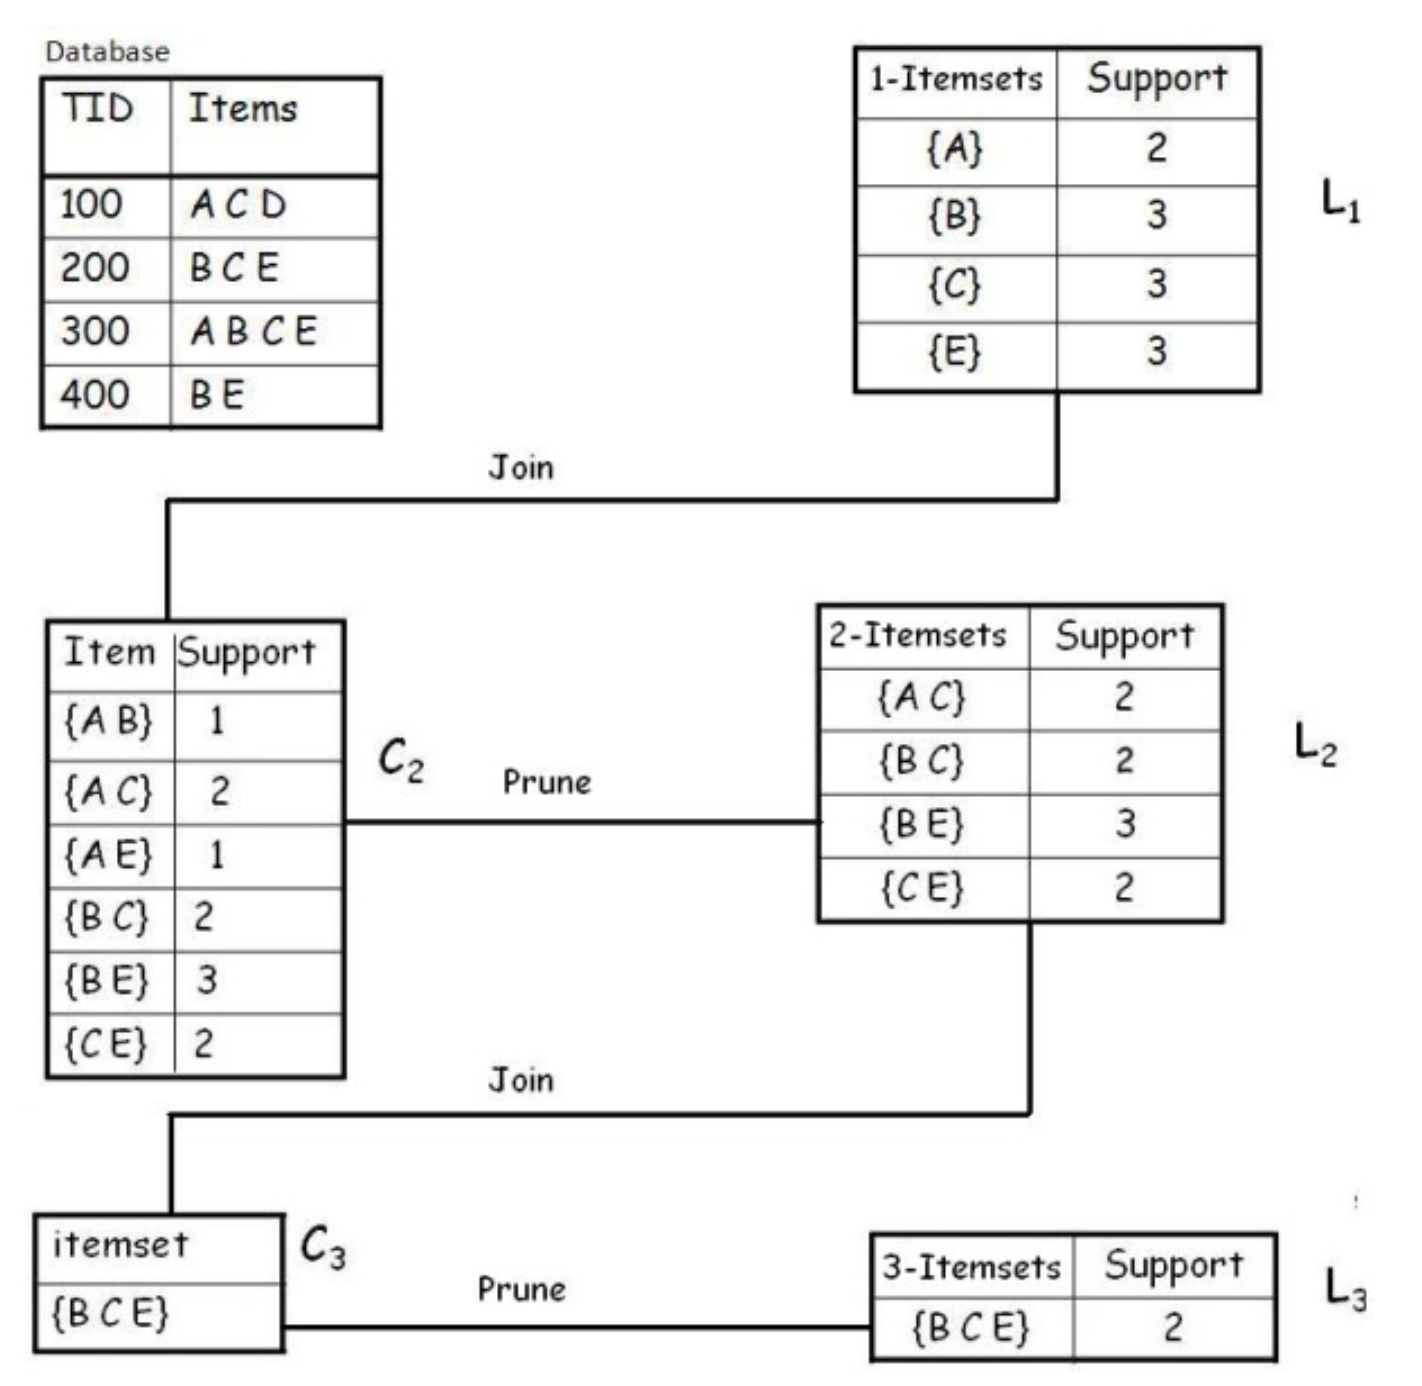 Database
TID Items
100 A C D
200 B C E
300 A B C E
400 B E
1-Itemsets Support
{A} 2
{B} 3
{C} 3
{E} 3
L1
Join
Item Support
{A B} 1
{A C} 2
{A E} 1
{B C} 2
{B E} 3
{C E} 2
C2
Prune
2-Itemsets Support
{A C} 2
{B C} 2
{B E} 3
{C E} 2
L2
Join
itemset
{B C E}
C3
Prune
3-Itemsets Support
{B C E} 2
L3